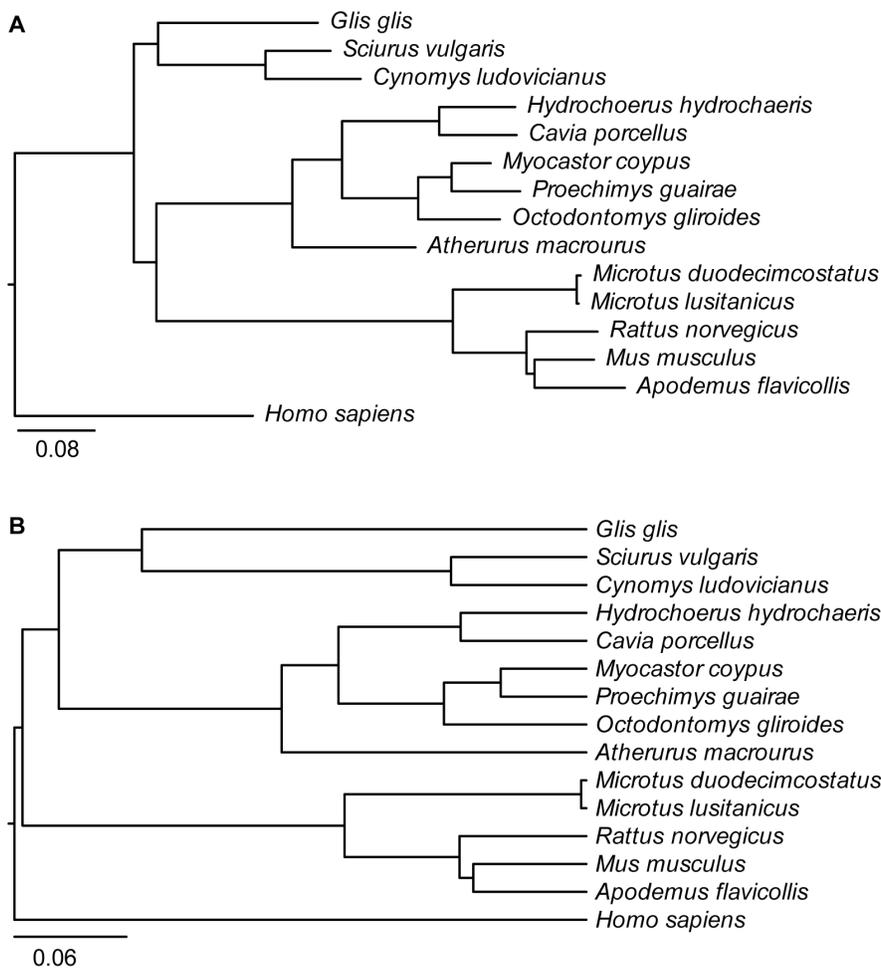 A
Glis glis
Sciurus vulgaris
Cynomys ludovicianus
Hydrochoerus hydrochaeris
Cavia porcellus
Myocastor coypus
Proechimys guairae
Octodontomys gliroides
Atherurus macrourus
Microtus duodecimcostatus
Microtus lusitanicus
Rattus norvegicus
Mus musculus
Apodemus flavicollis
Homo sapiens
0.08
B
Glis glis
Sciurus vulgaris
Cynomys ludovicianus
Hydrochoerus hydrochaeris
Cavia porcellus
Myocastor coypus
Proechimys guairae
Octodontomys gliroides
Atherurus macrourus
Microtus duodecimcostatus
Microtus lusitanicus
Rattus norvegicus
Mus musculus
Apodemus flavicollis
Homo sapiens
0.06